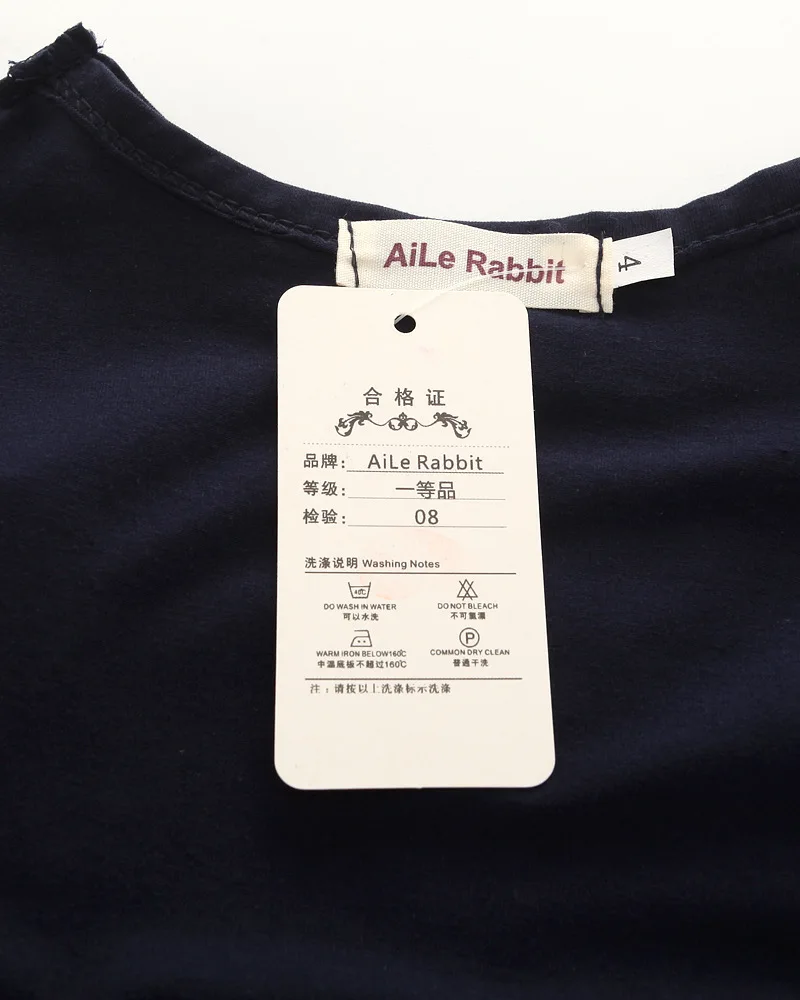 AiLe Rabbit
4
合格证
品牌: AiLe Rabbit
等级: 一等品
检验: 08
洗涤说明 Washing Notes
40℃
DO WASH IN WATER
可以水洗
DO NOT BLEACH
不可氯漂
WARM IRON BELOW160℃
中温底板不超过160℃
P
COMMON DRY CLEAN
普通干洗
注：请按以上洗涤标示洗涤